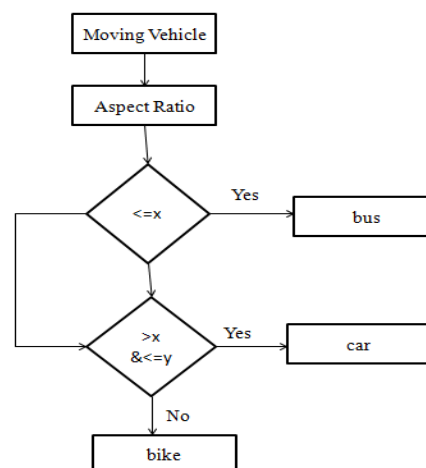 Moving Vehicle
Aspect Ratio
<=x
Yes
bus
>x
&<=y
Yes
car
No
bike